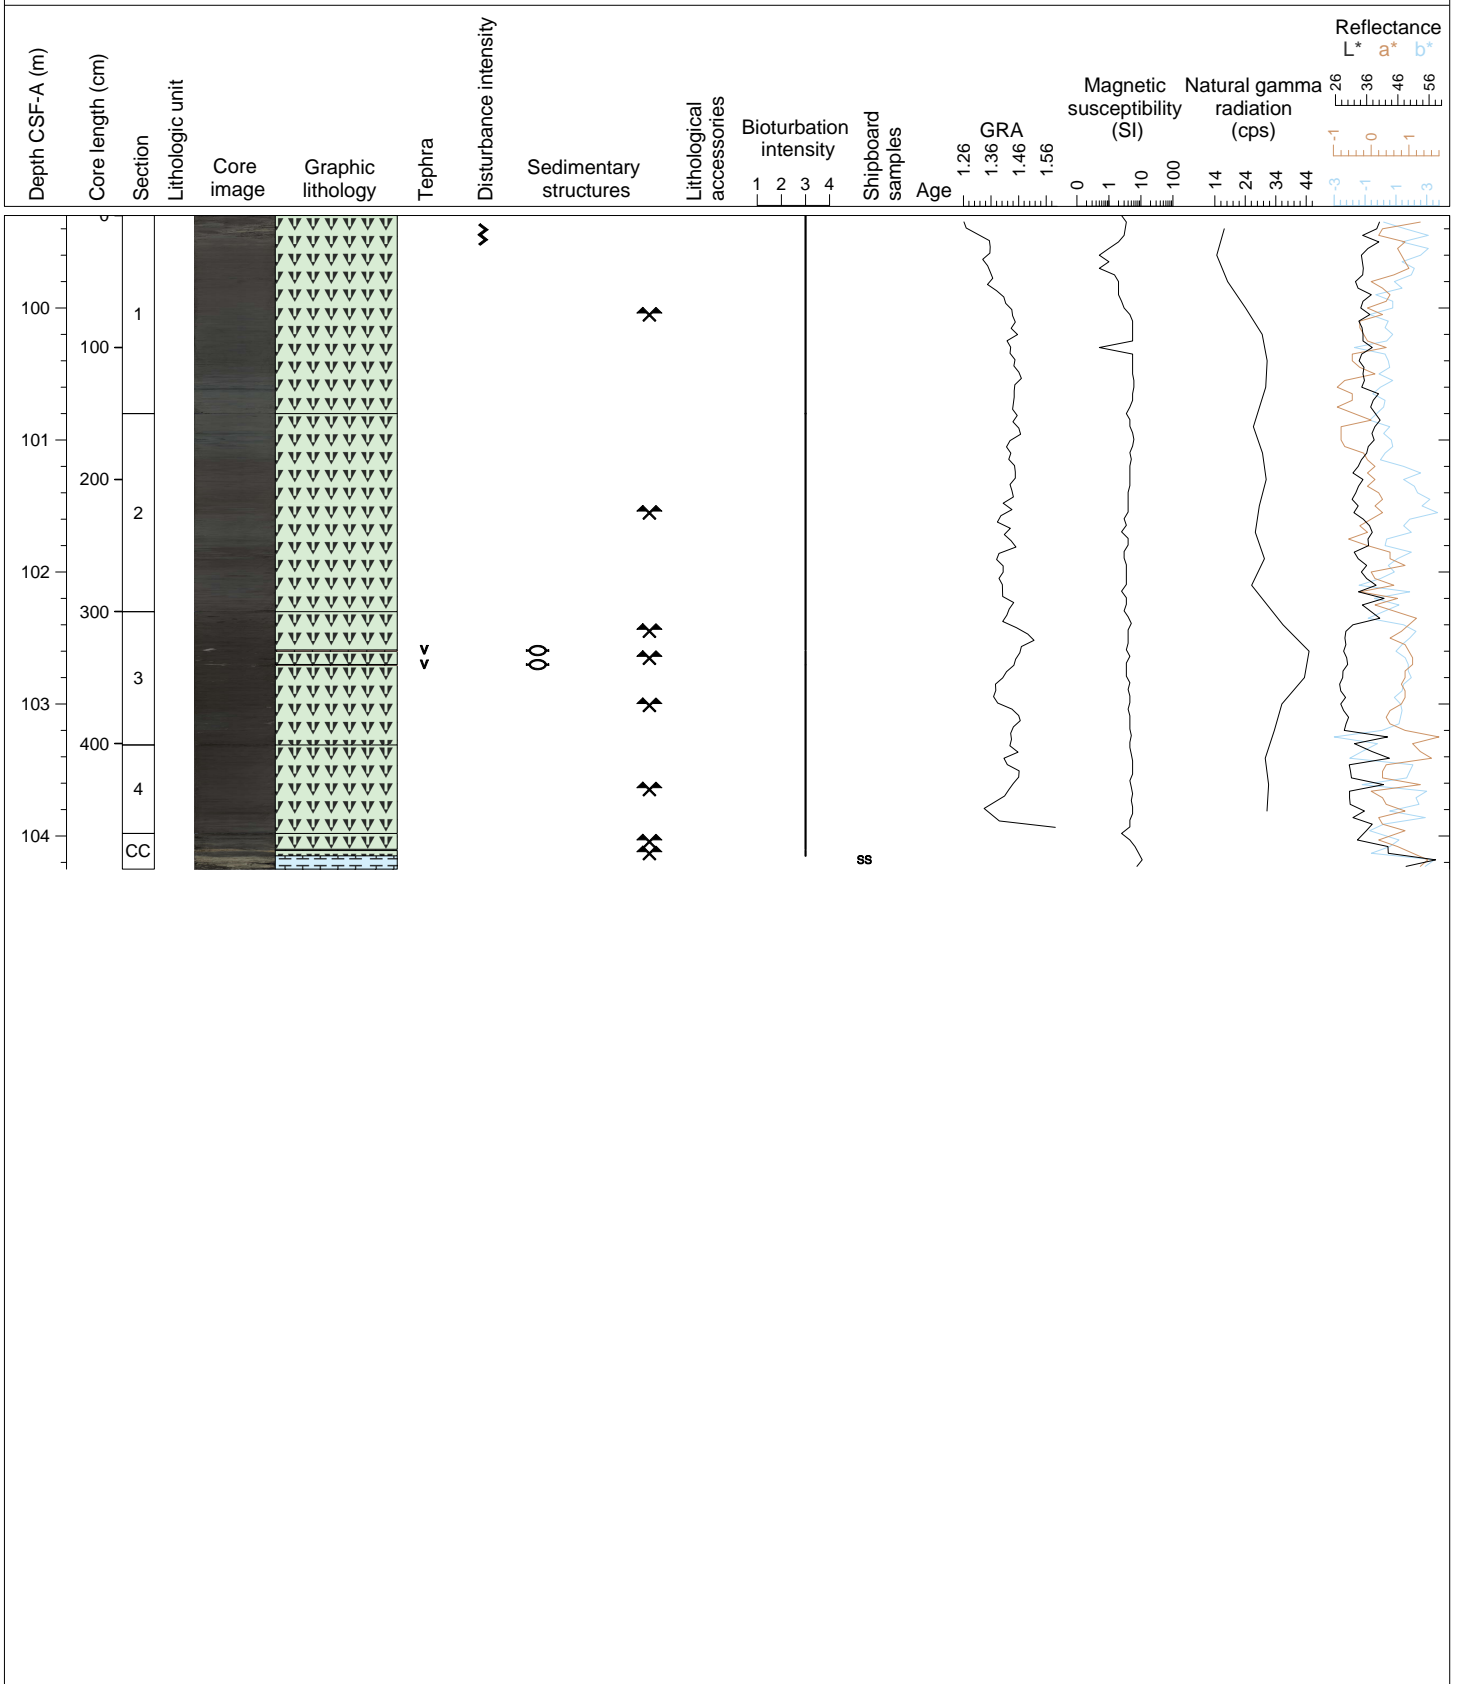 Depth CSF-A (m)
Core length (cm)
Section
Lithologic unit
Core
image
Graphic
lithology
Tephra
Disturbance intensity
Sedimentary
structures
Lithological
accessories
Bioturbation
intensity
1 2 3 4
Shipboard
samples
Age
GRA
1.26 1.36 1.46 1.56
Magnetic
susceptibility
(SI)
0 1 10 100
Natural gamma
radiation
(cps)
14 24 34 44
Reflectance
L* a* b*
26 36 46 56
-1 0 1
-3 -1 1 3
0
100
1
100
101
200
2
102
300
v
v
3
103
400
4
104
CC
ss